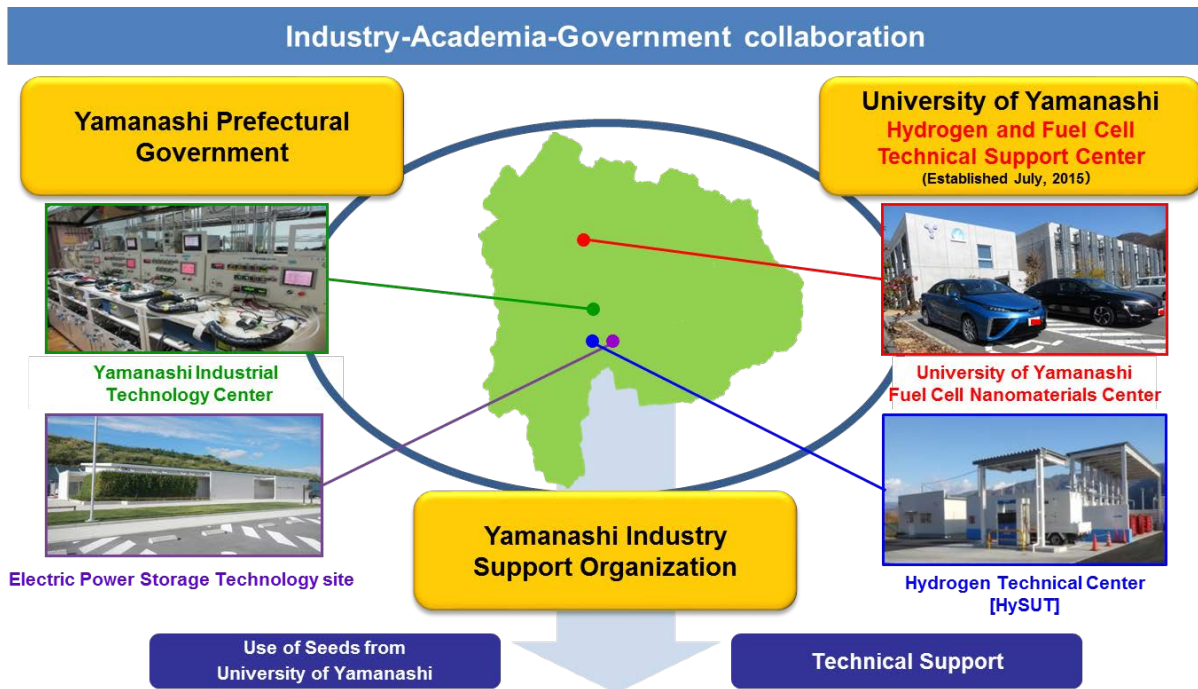 Industry-Academia-Government collaboration
Yamanashi Prefectural
Government
University of Yamanashi
Hydrogen and Fuel Cell
Technical Support Center
(Established July, 2015)
Yamanashi Industrial
Technology Center
University of Yamanashi
Fuel Cell Nanomaterials Center
Electric Power Storage Technology site
Yamanashi Industry
Support Organization
Hydrogen Technical Center
[HySUT]
Use of Seeds from
University of Yamanashi
Technical Support